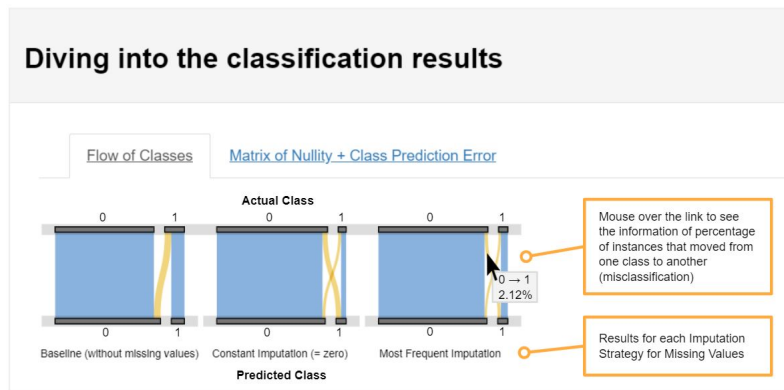 Diving into the classification results
Flow of Classes
Matrix of Nullity + Class Prediction Error
Actual Class
0 1 0 1 0 1
0 → 1
2.12%
0 1 0 1 0 1
Baseline (without missing values) Constant Imputation (= zero) Most Frequent Imputation
Predicted Class
Mouse over the link to see
the information of percentage
of instances that moved from
one class to another
(misclassification)
Results for each Imputation
Strategy for Missing Values